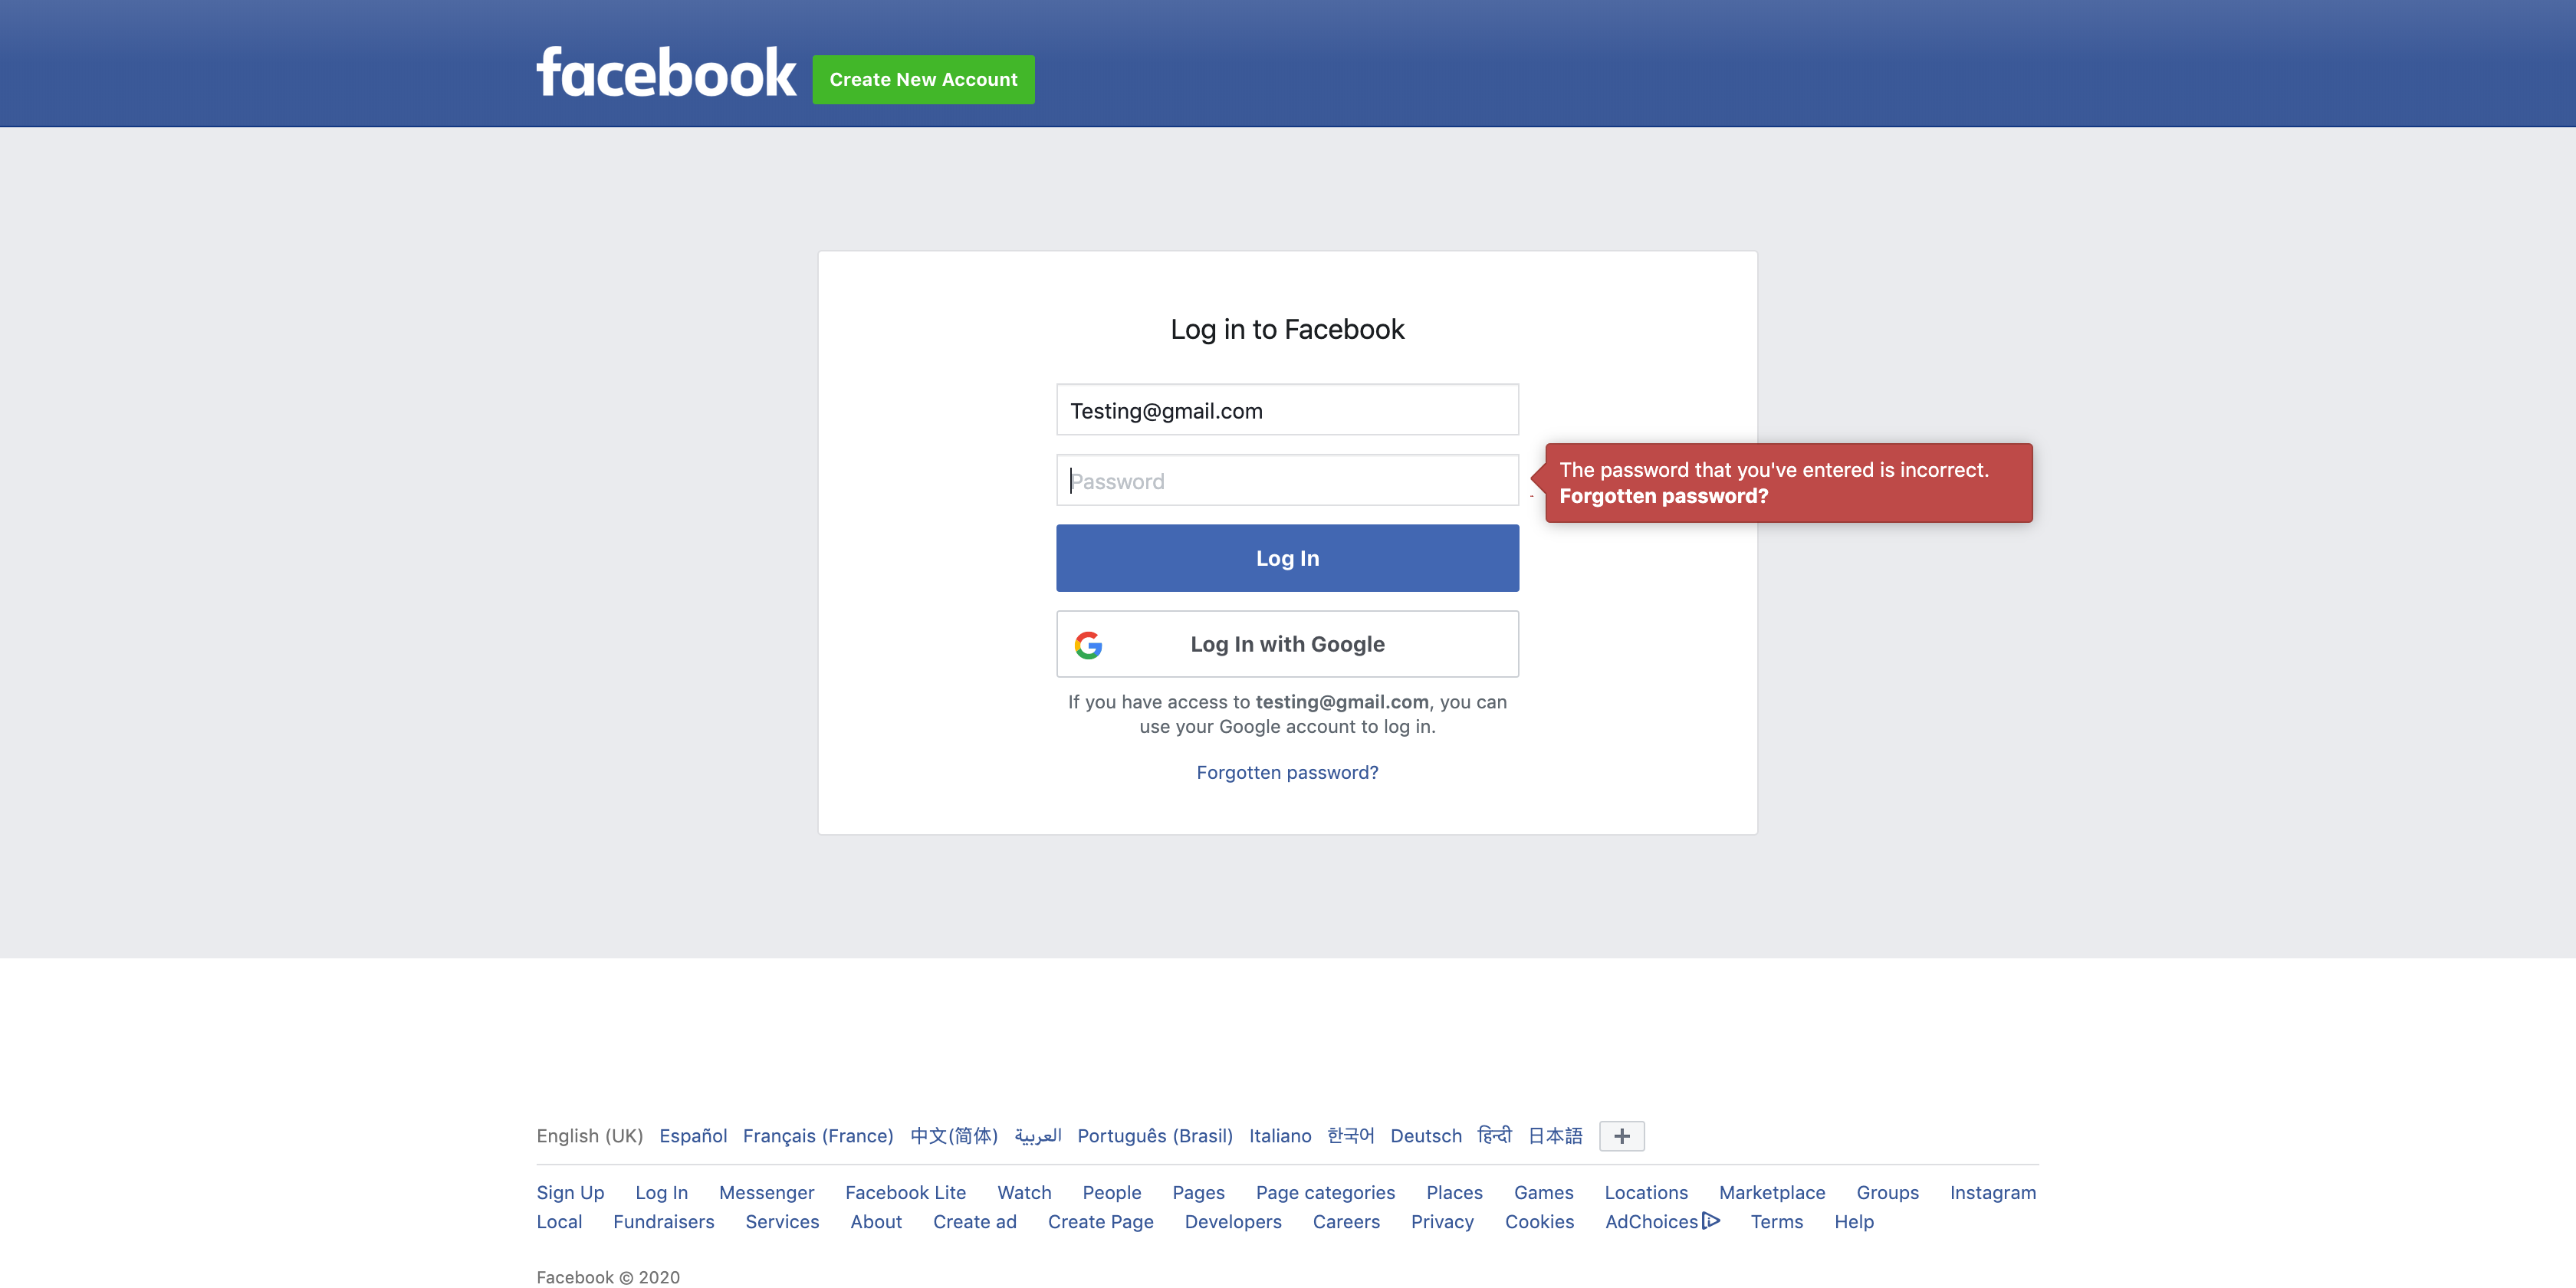 facebook Create New Account
Log in to Facebook
Testing@gmail.com
Password
The password that you've entered is incorrect.
Forgotten password?
Log In
Log In with Google
If you have access to testing@gmail.com, you can
use your Google account to log in.
Forgotten password?
English (UK) Español Français (France) 中文(简体) العربية Português (Brasil) Italiano 한국어 Deutsch हिन्दी 日本語
Sign Up Log In Messenger Facebook Lite Watch People Pages Page categories Places Games Locations Marketplace Groups Instagram
Local Fundraisers Services About Create ad Create Page Developers Careers Privacy Cookies AdChoices Terms Help
Facebook © 2020